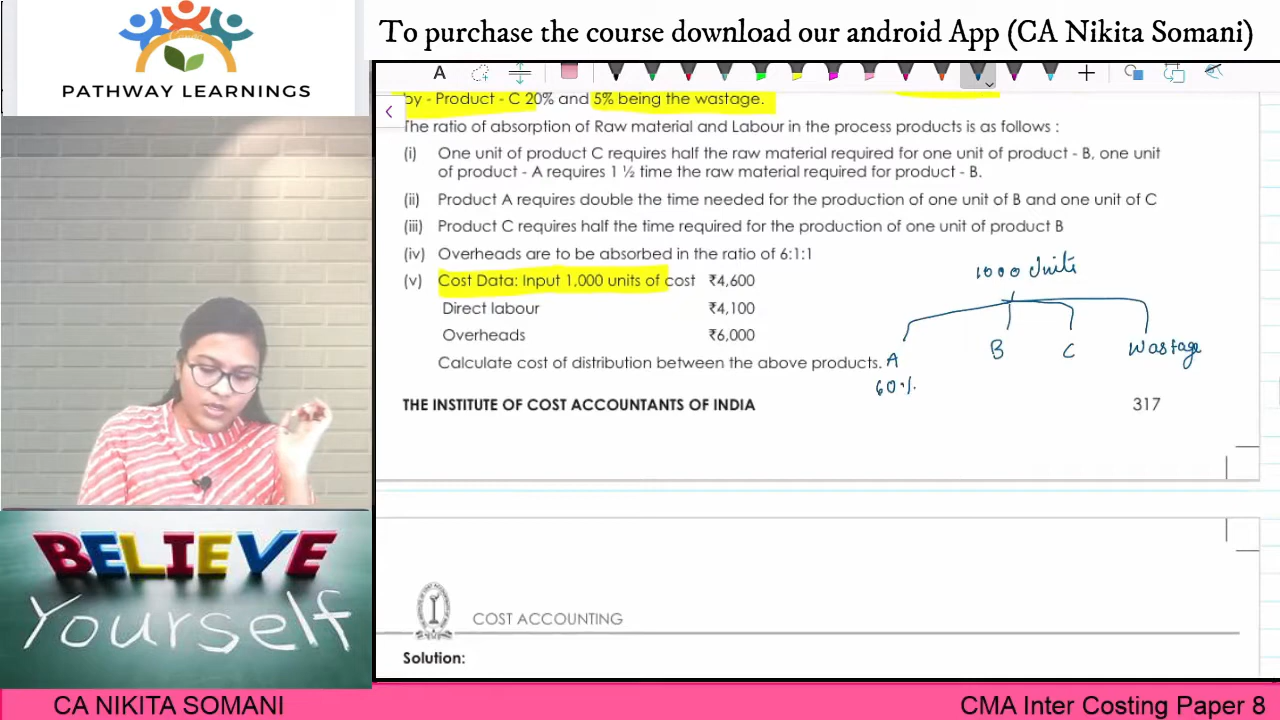 PATHWAY LEARNINGS
To purchase the course download our android App (CA Nikita Somani)
A
by - Product - C 20% and 5% being the wastage.
The ratio of absorption of Raw material and Labour in the process products is as follows :
(i) One unit of product C requires half the raw material required for one unit of product - B, one unit
of product - A requires 1 ½ time the raw material required for product - B.
(ii) Product A requires double the time needed for the production of one unit of B and one unit of C
(iii) Product C requires half the time required for the production of one unit of product B
(iv) Overheads are to be absorbed in the ratio of 6:1:1
(v) Cost Data: Input 1,000 units of cost ₹4,600
Direct labour ₹4,100
Overheads ₹6,000
Calculate cost of distribution between the above products.
1000 Units
A B C Wastage
60%
THE INSTITUTE OF COST ACCOUNTANTS OF INDIA 317
COST ACCOUNTING
Solution:
BELIEVE
Yourself
CA NIKITA SOMANI
CMA Inter Costing Paper 8